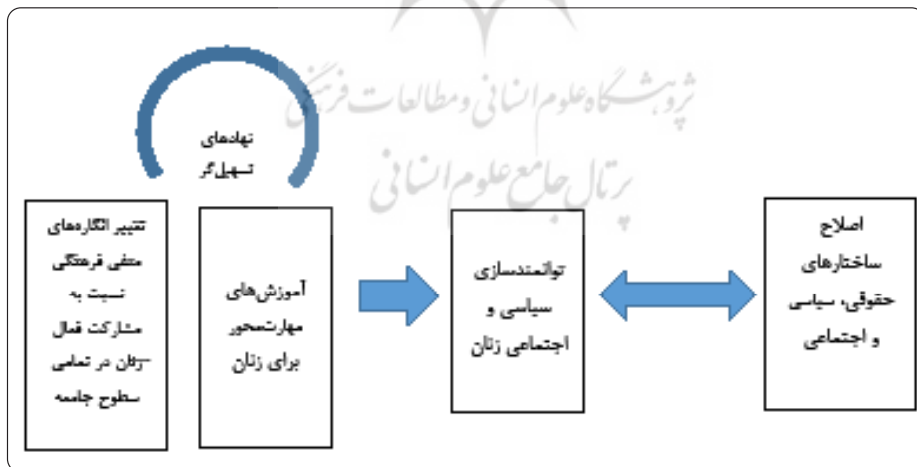 پژوهشگاه علوم انسانی و مطالعات فرهنگی
پرتال جامع علوم انسانی
نهادهای
تسهیل‌گر
اصلاح
ساختارهای
حقوقی، سیاسی
و اجتماعی
توانمندسازی
سیاسی و
اجتماعی زنان
آموزش‌های
مهارت‌محور
برای زنان
تغییر انگاره‌های
منفی فرهنگی
نسبت به
مشارکت فعال
زنان در تمامی
سطوح جامعه